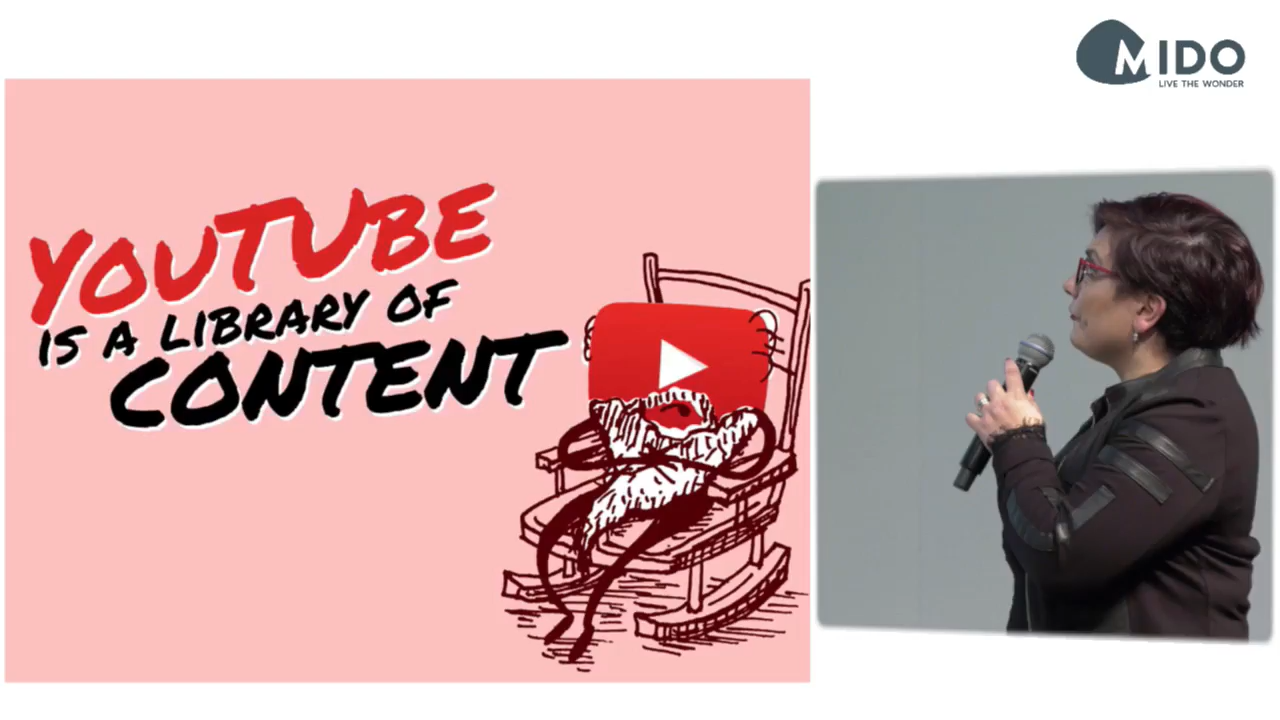 YOUTUBE
IS A LIBRARY OF
CONTENT
MIDO
LIVE THE WONDER